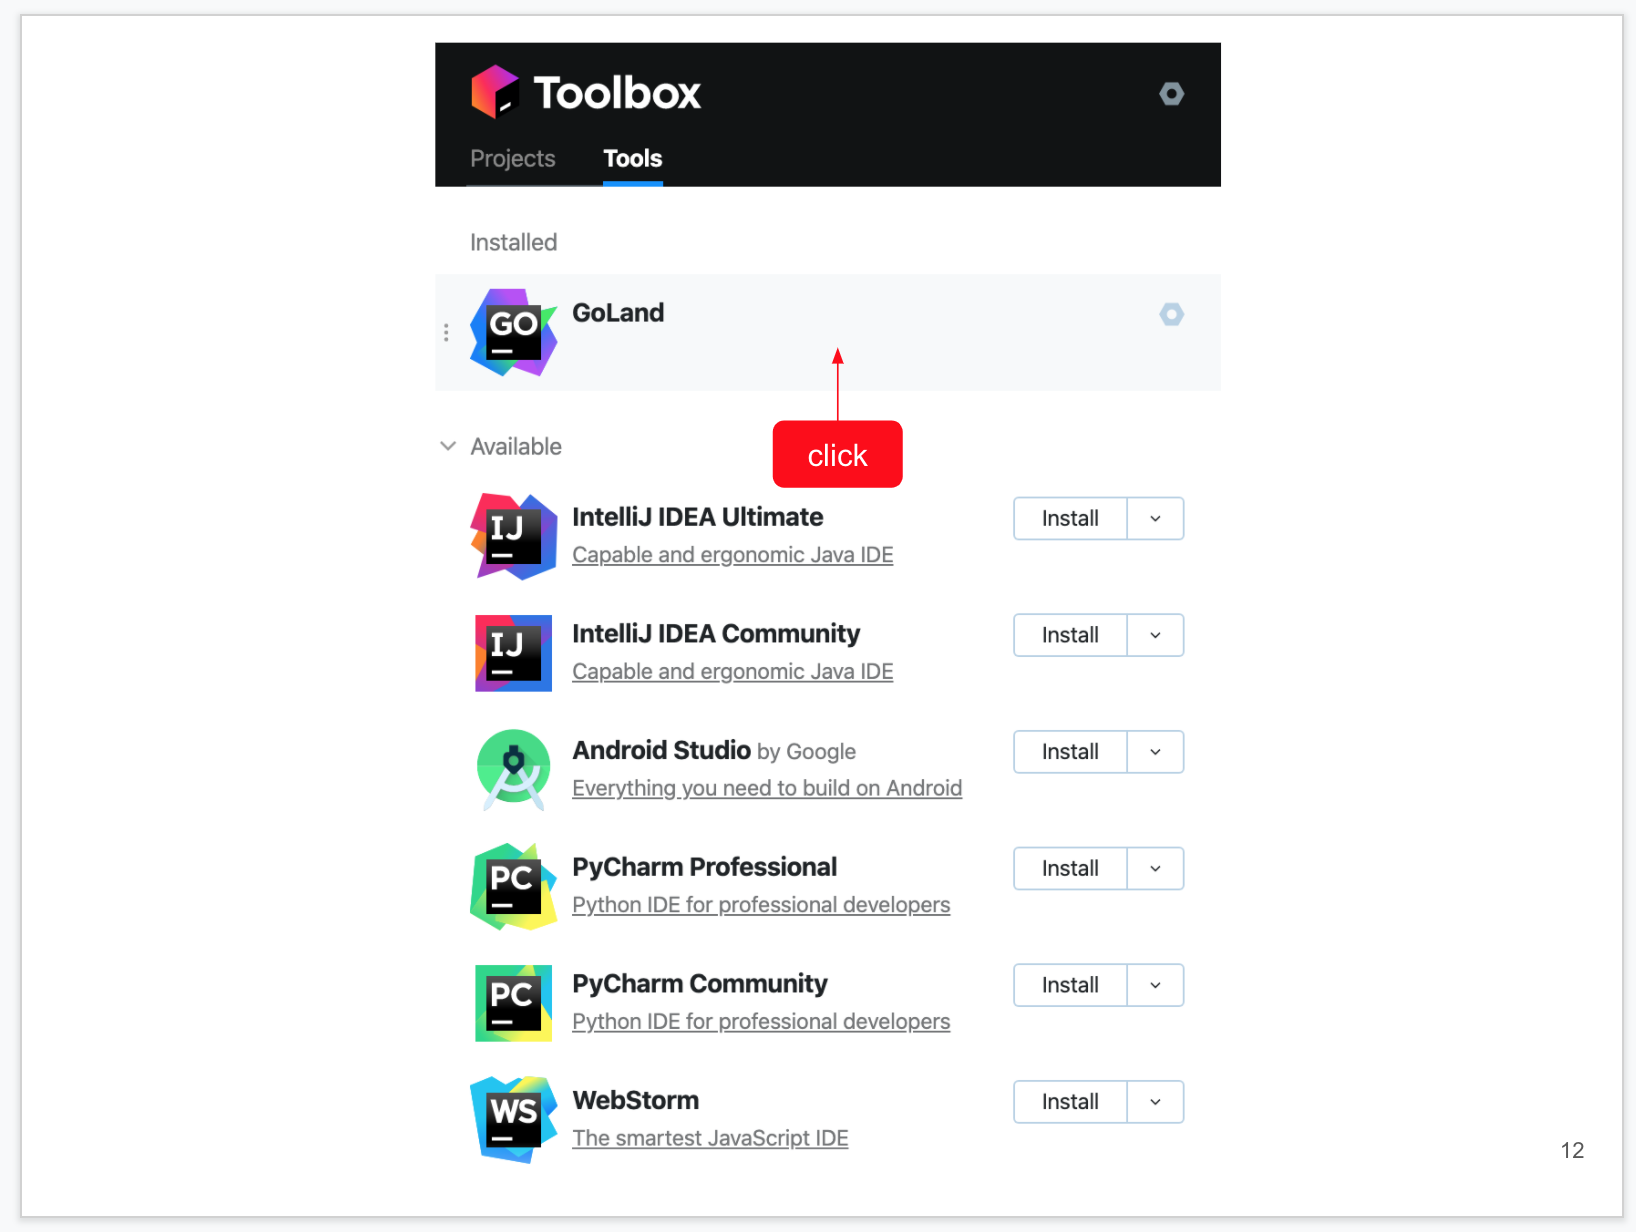 Toolbox
Projects Tools
Installed
GO
GoLand
click
Available
IJ
IntelliJ IDEA Ultimate
Install
Capable and ergonomic Java IDE
IJ
IntelliJ IDEA Community
Install
Capable and ergonomic Java IDE
Android Studio by Google
Install
Everything you need to build on Android
PC
PyCharm Professional
Install
Python IDE for professional developers
PC
PyCharm Community
Install
Python IDE for professional developers
WS
WebStorm
Install
The smartest JavaScript IDE
12